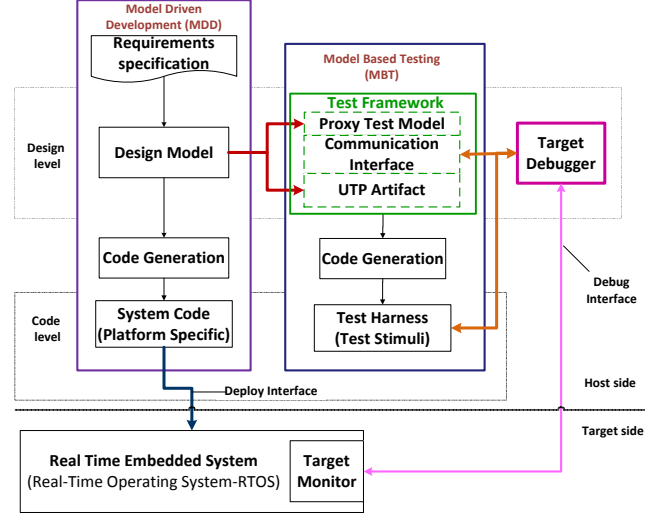 Model Driven
Development (MDD)
Requirements
specification
Model Based Testing
(MBT)
Test Framework
Proxy Test Model
Communication
Interface
UTP Artifact
Design
level
Design Model
Target
Debugger
Code Generation
Code Generation
Debug
Interface
Code
level
System Code
(Platform Specific)
Test Harness
(Test Stimuli)
Deploy Interface
Host side
Target side
Real Time Embedded System
(Real-Time Operating System-RTOS)
Target
Monitor